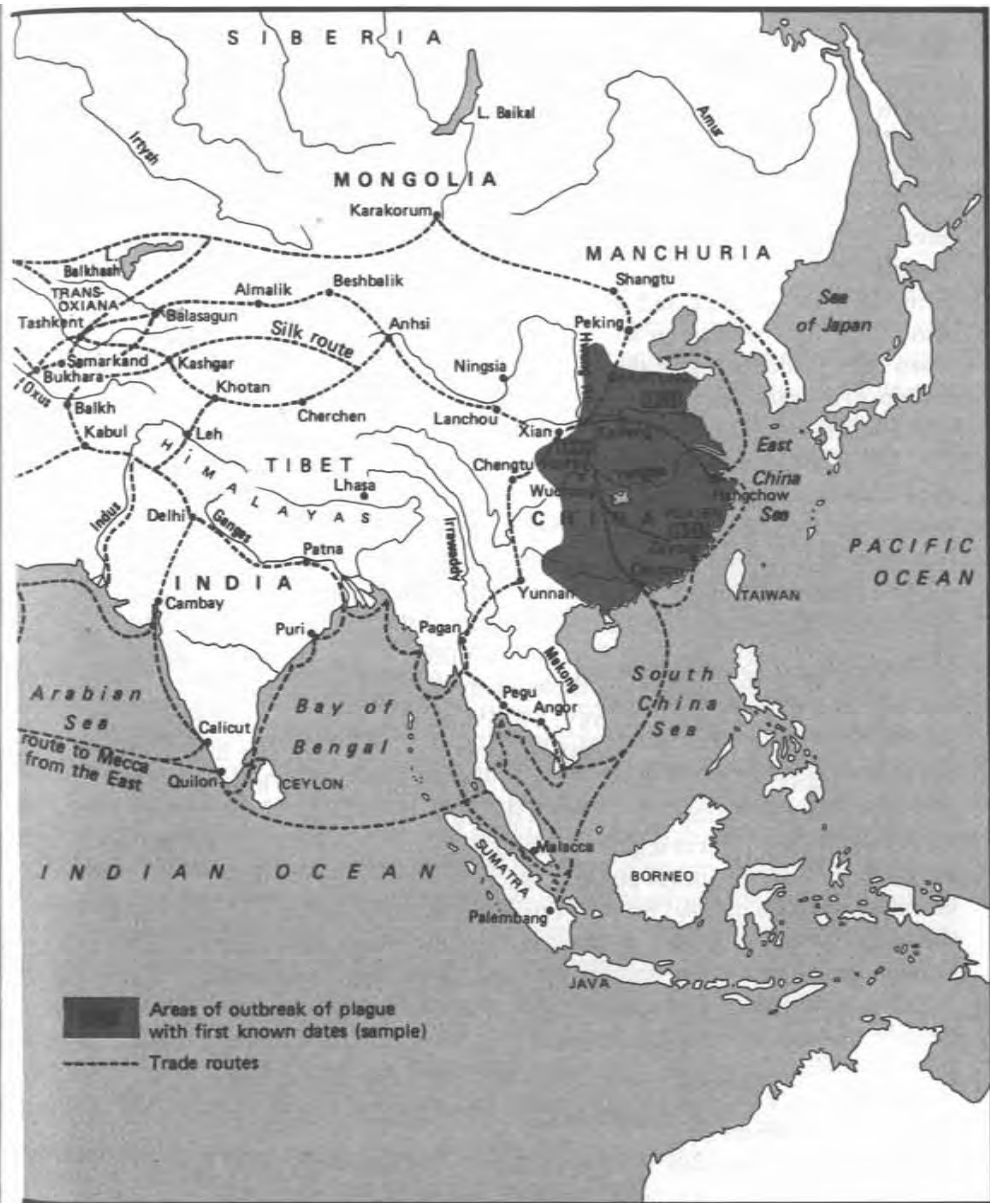 SIBERIA
L. Baikal
Irtysh
Amur
MONGOLIA
Karakorum
MANCHURIA
L.
Balkhash
Shangtu
TRANS-
OXIANA
Almalik
Beshbalik
Sea
of Japan
Balasagun
Tashkent
Anhsi
Peking
Silk route
Samarkand
Kashgar
Ningsia
Bukhara
Oxus
Khotan
Cherchen
Lanchou
Balkh
Xian
East
China
Sea
Kabul
Leh
TIBET
Chengtu
Lhasa
HIMALAYAS
Hangchow
CHINA
Indus
Delhi
Ganges
Irrawaddy
PACIFIC
OCEAN
Patna
INDIA
Yunnan
TAIWAN
Cambay
Puri
Pagan
Mekong
South
China
Sea
Arabian
Sea
Bay of
Bengal
Pegu
Angor
Calicut
route to Mecca
from the East
Quilon
CEYLON
Malacca
INDIAN OCEAN
SUMATRA
BORNEO
Palembang
JAVA
Areas of outbreak of plague
with first known dates (sample)
Trade routes